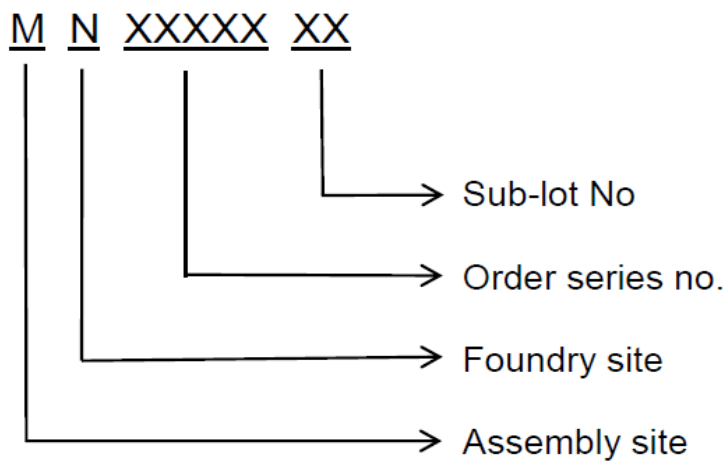 M N XXXXX XX
Sub-lot No
Order series no.
Foundry site
Assembly site